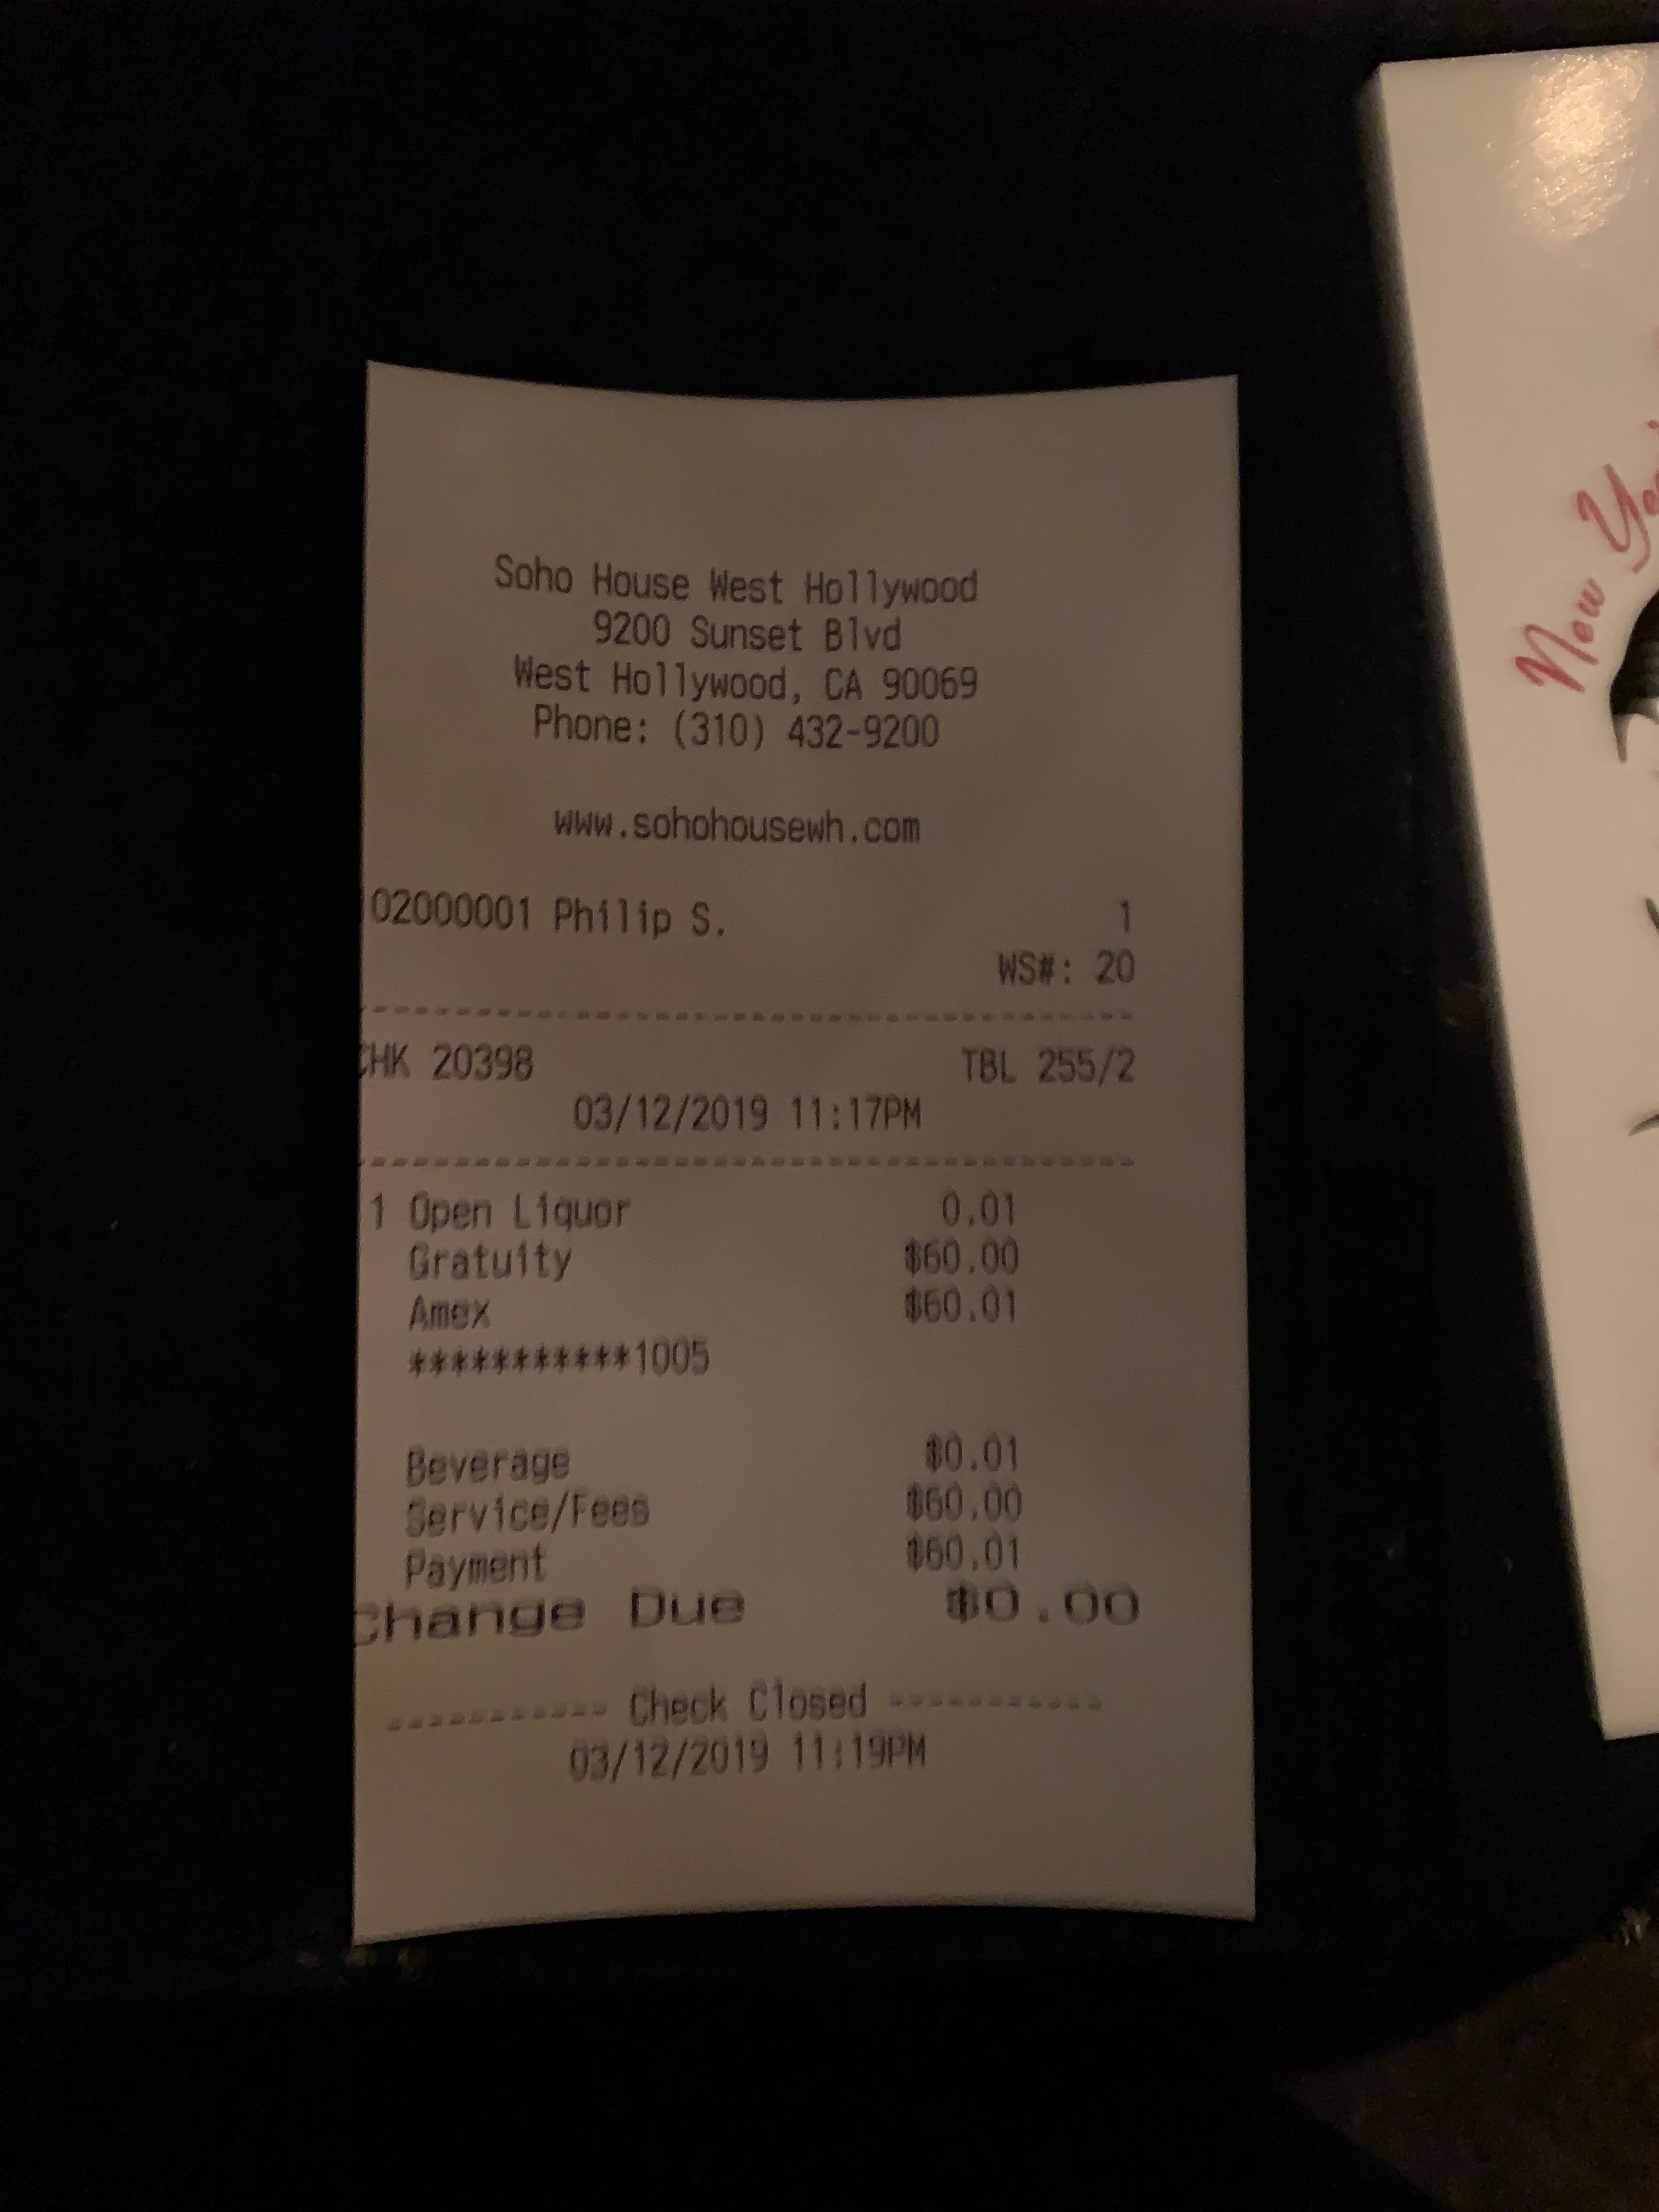 Soho House West Hollywood
9200 Sunset Blvd
West Hollywood, CA 90069
Phone: (310) 432-9200
www.sohohousewh.com
02000001 Philip S. 1
WS#: 20
CHK 20398 TBL 255/2
03/12/2019 11:17PM
1 Open Liquor 0.01
Gratuity $60.00
Amex $60.01
***********1005
Beverage $0.01
Service/Fees $60.00
Payment $60.01
Change Due $0.00
----------- Check Closed -----------
03/12/2019 11:19PM
New